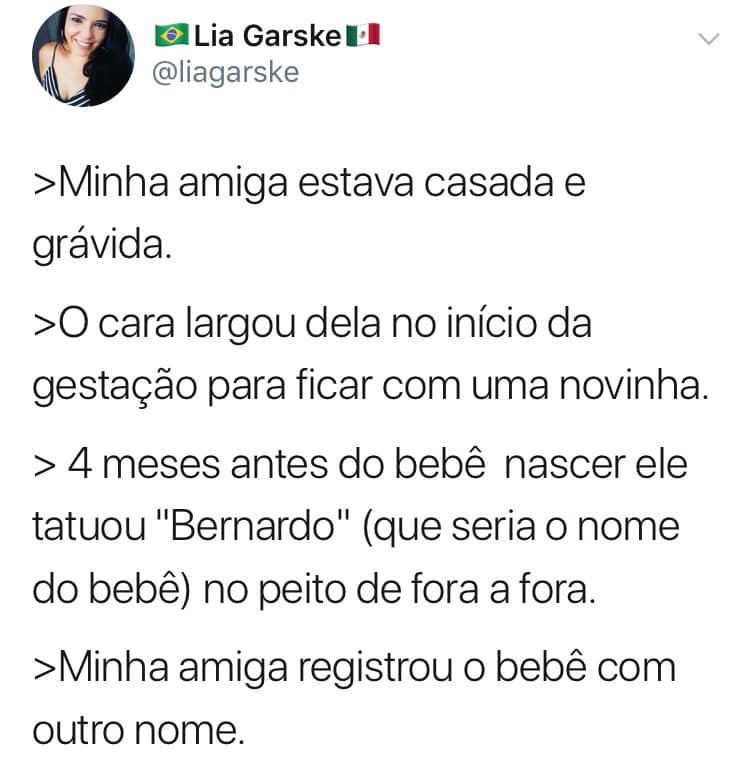 🇧🇷Lia Garske🇲🇽
@liagarske
>Minha amiga estava casada e
grávida.
>O cara largou dela no início da
gestação para ficar com uma novinha.
> 4 meses antes do bebê  nascer ele
tatuou "Bernardo" (que seria o nome
do bebê) no peito de fora a fora.
>Minha amiga registrou o bebê com
outro nome.